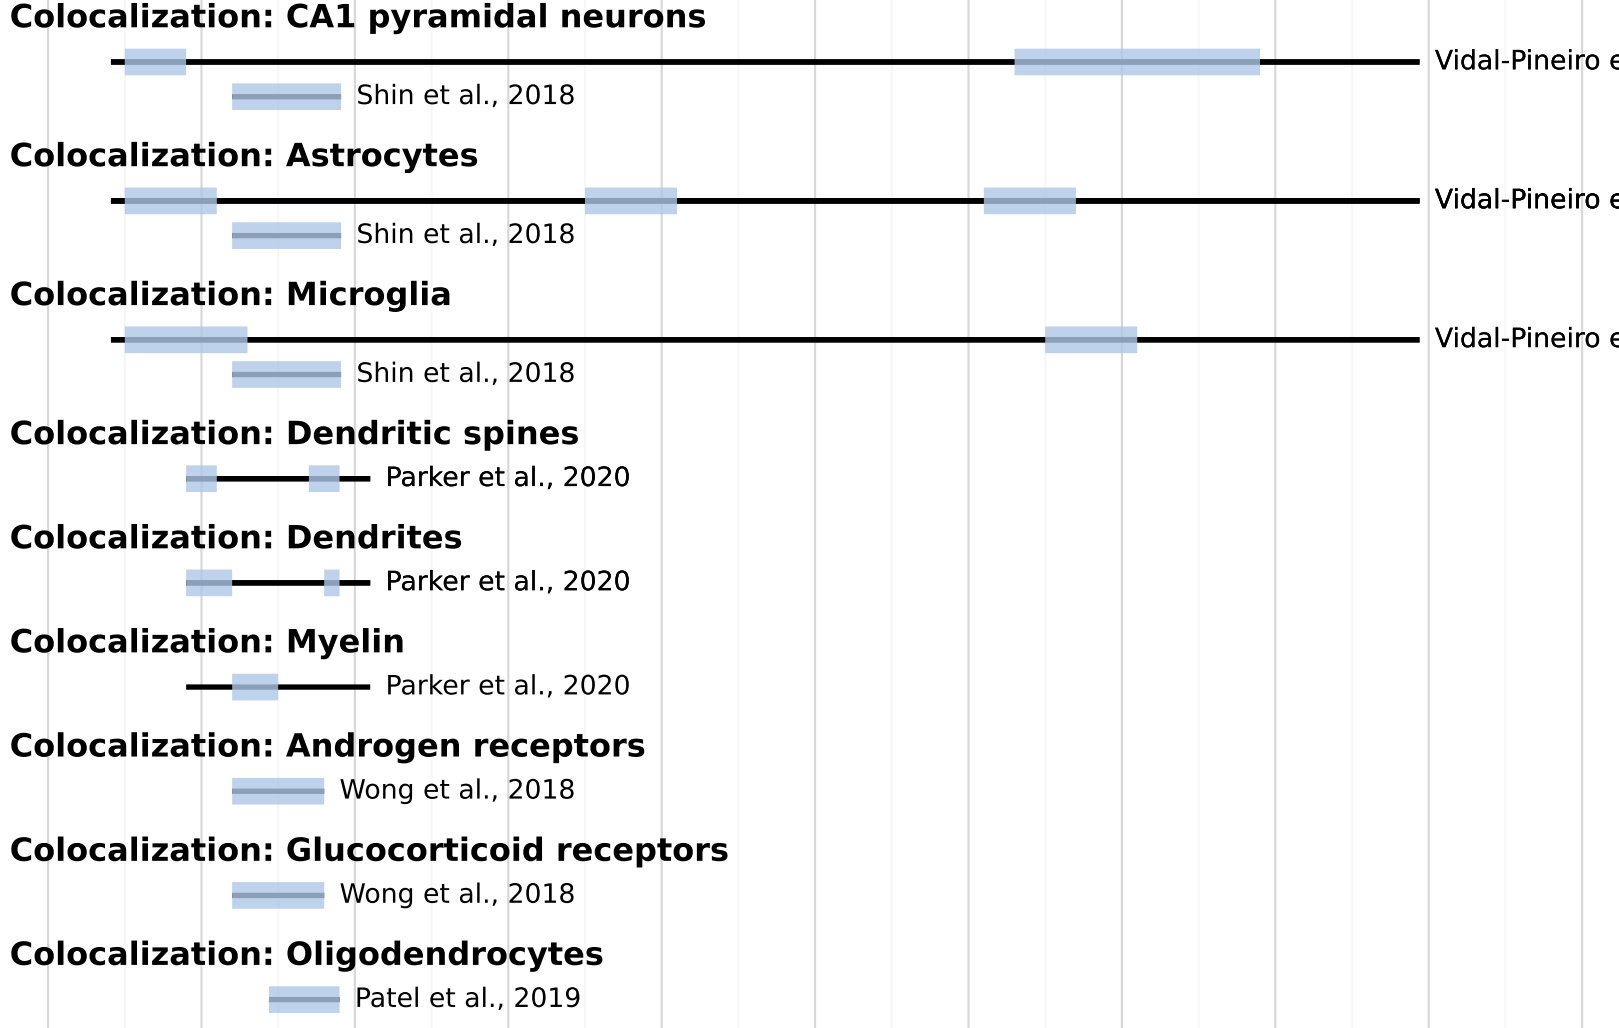 Colocalization: CA1 pyramidal neurons
Vidal-Pineiro e
Shin et al., 2018
Colocalization: Astrocytes
Vidal-Pineiro e
Shin et al., 2018
Colocalization: Microglia
Vidal-Pineiro e
Shin et al., 2018
Colocalization: Dendritic spines
Parker et al., 2020
Colocalization: Dendrites
Parker et al., 2020
Colocalization: Myelin
Parker et al., 2020
Colocalization: Androgen receptors
Wong et al., 2018
Colocalization: Glucocorticoid receptors
Wong et al., 2018
Colocalization: Oligodendrocytes
Patel et al., 2019